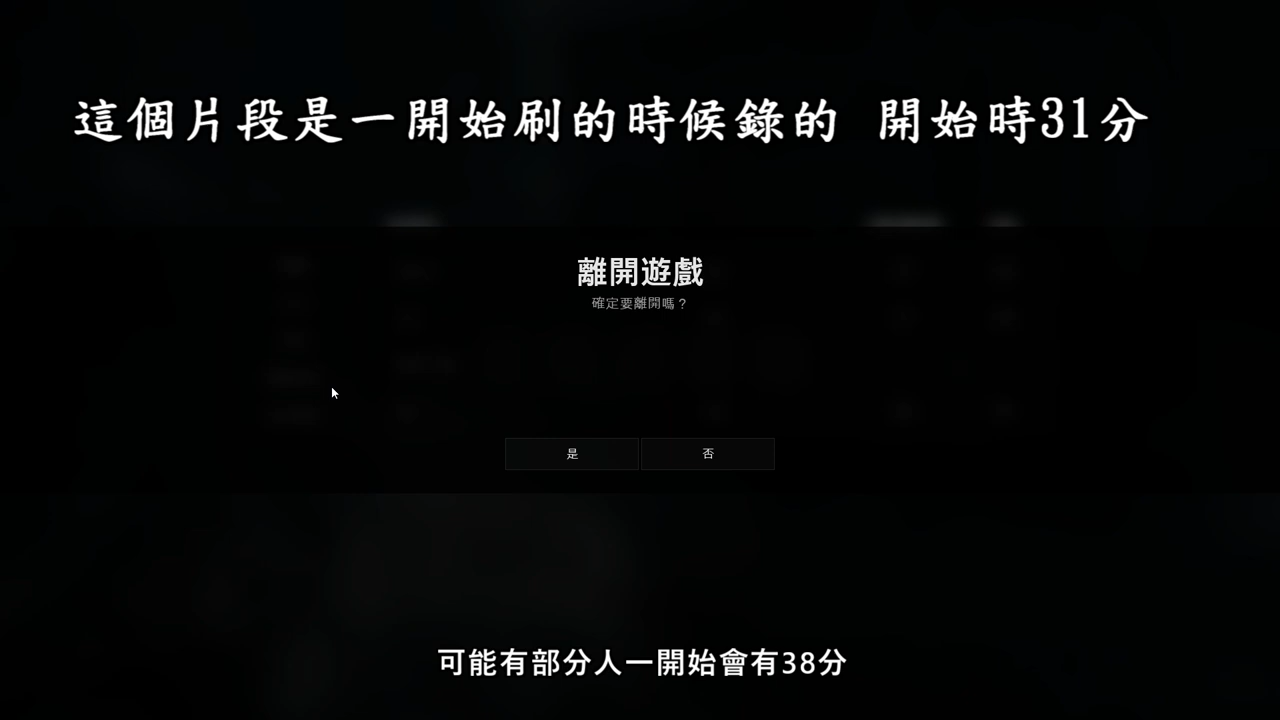 這個片段是一開始刷的時候錄的 開始時31分
離開遊戲
確定要離開嗎？
是
否
可能有部分人一開始會有38分